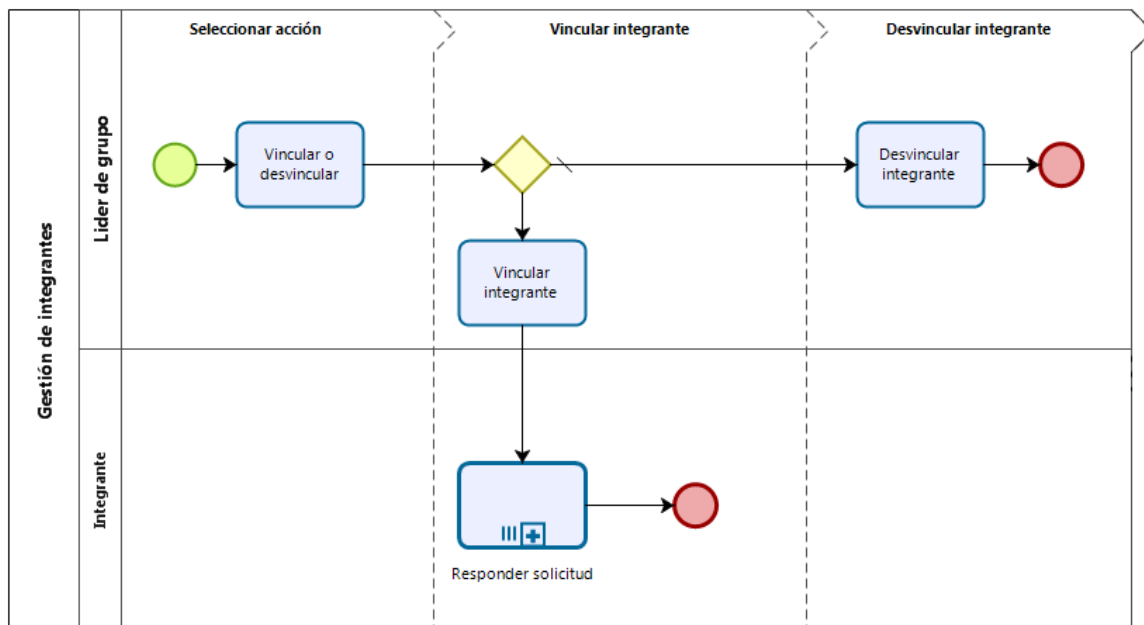 Seleccionar acción
Vincular integrante
Desvincular integrante
Gestión de integrantes
Lider de grupo
Vincular o
desvincular
Desvincular
integrante
Vincular
integrante
Integrante
Responder solicitud